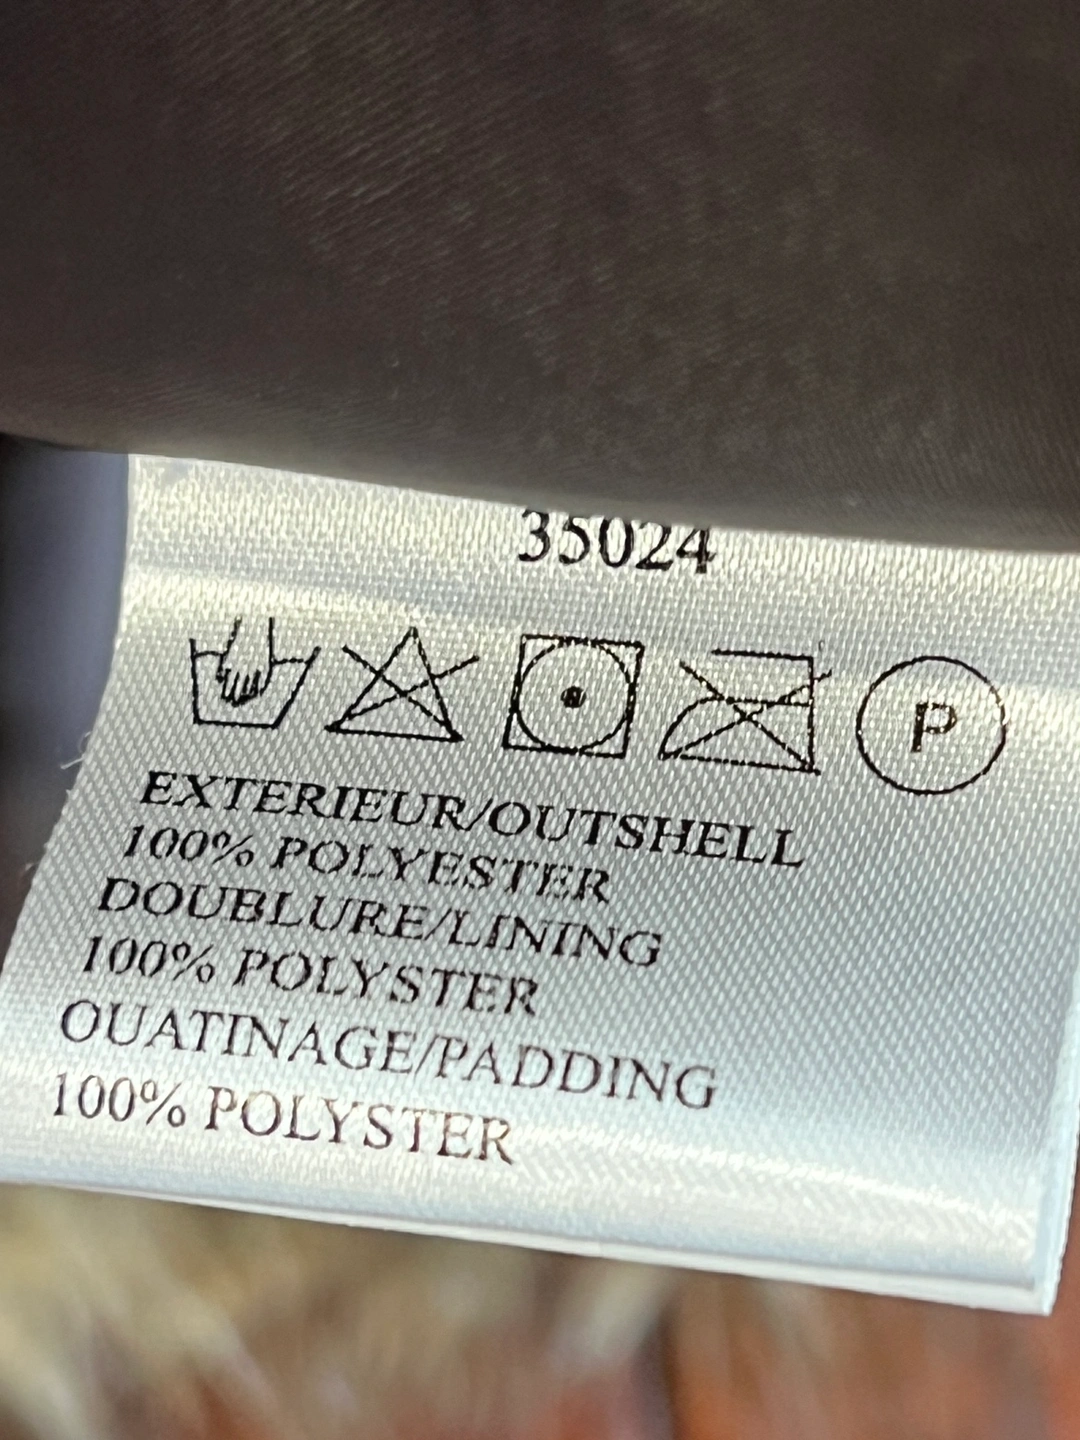 35024
P
EXTERIEUR/OUTSHELL
100% POLYESTER
DOUBLURE/LINING
100% POLYSTER
OUATINAGE/PADDING
100% POLYSTER